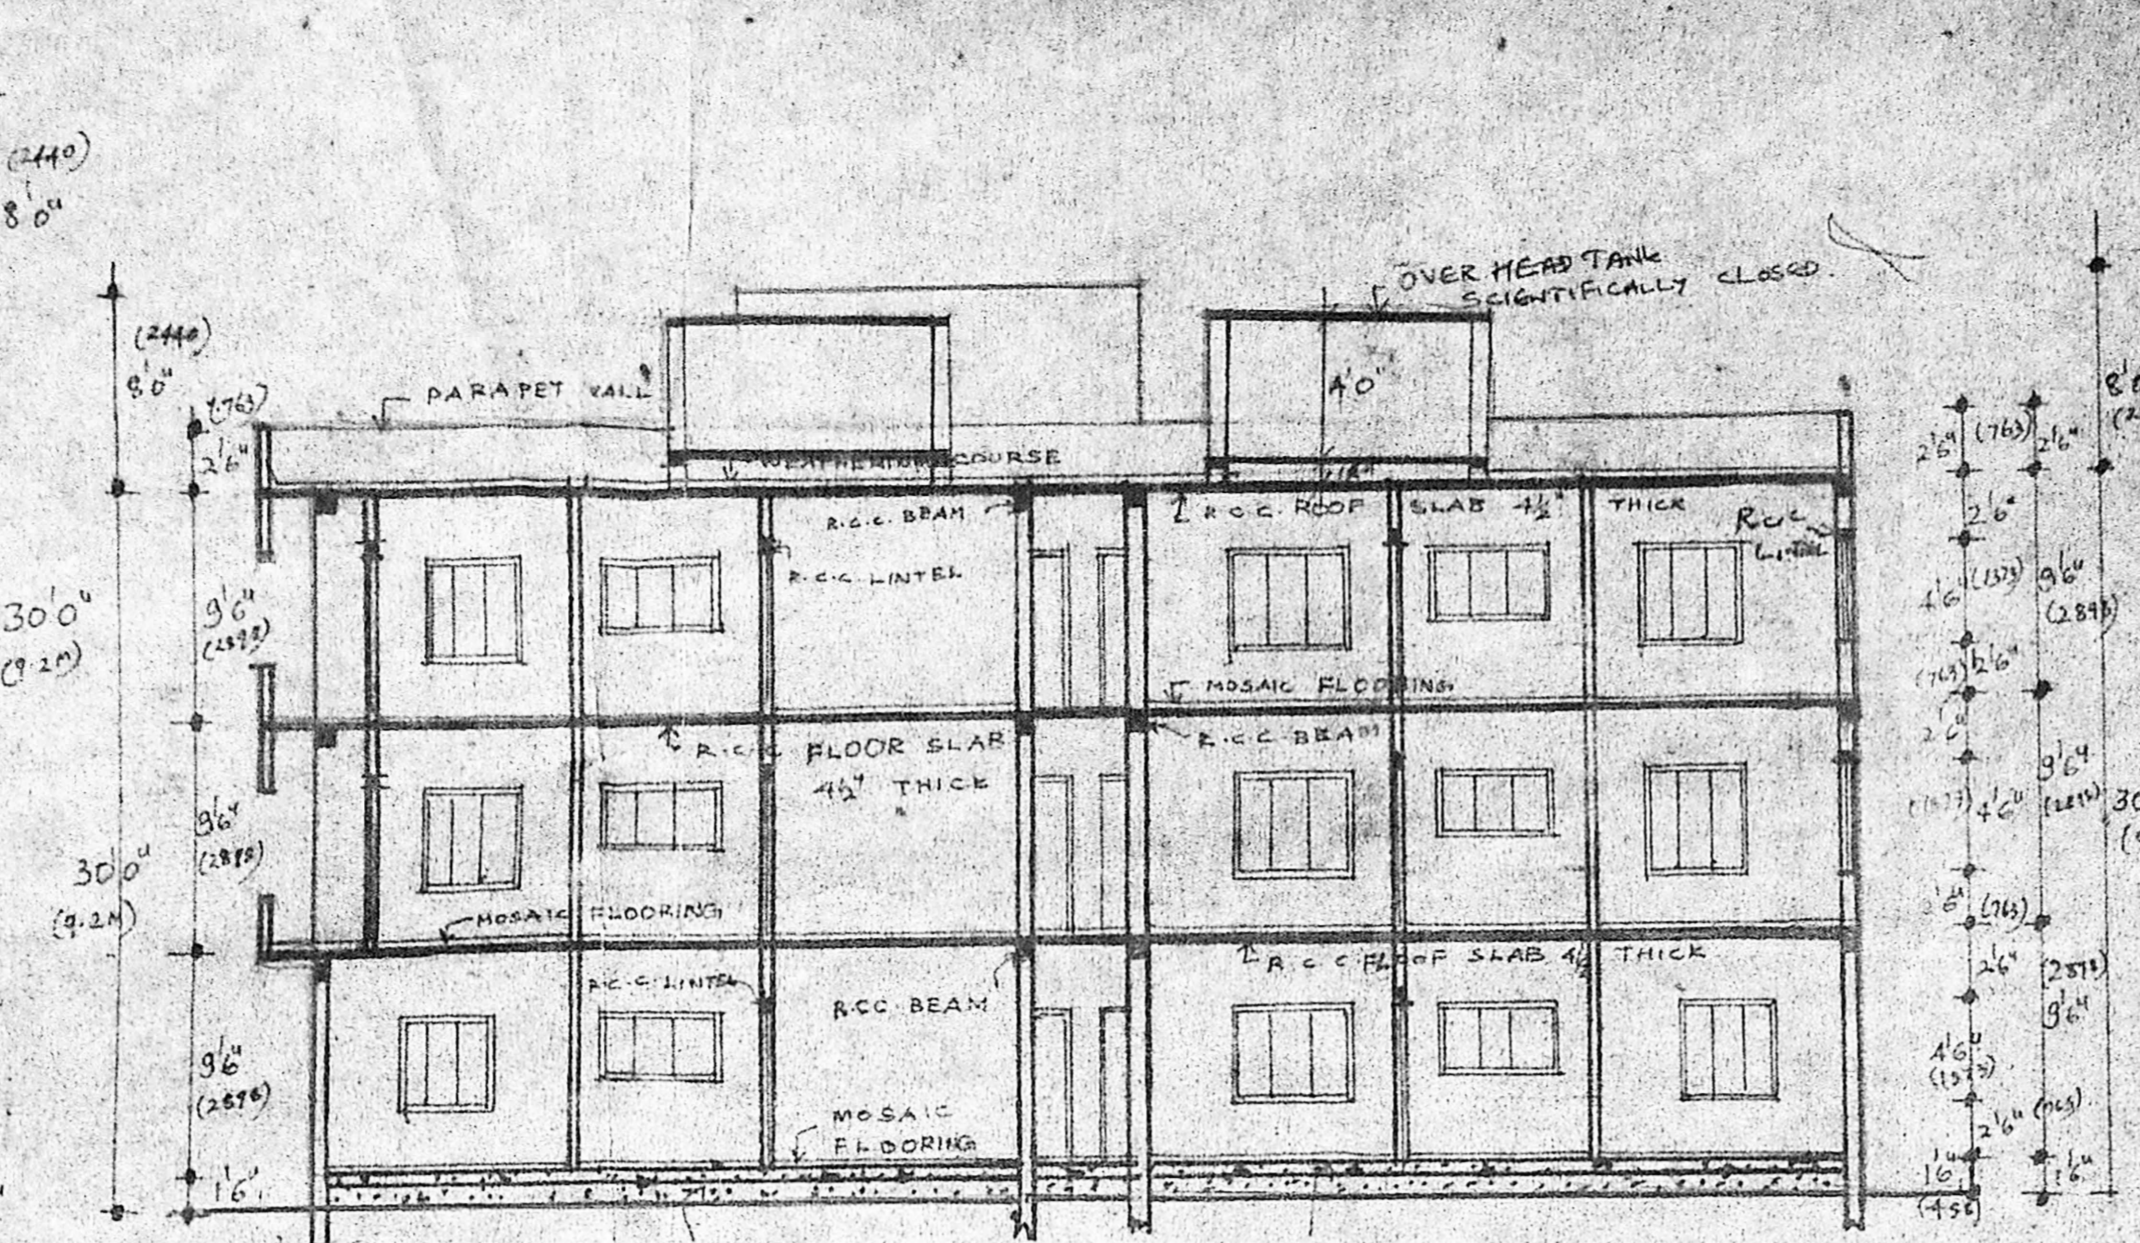 (2440)
8'0"
OVER HEAD TANK
SCIENTIFICALLY CLOSED.
(2440)
8'0"
PARAPET WALL
4'0"
(763)
2'6"
WEATHERING COURSE
2'6" (763) 2'6"
R.C.C. BEAM
R.C.C. ROOF SLAB 4½" THICK
R.C.C.
LINTEL
2'6"
R.C.C. LINTEL
30'0"
(9.2M)
9'6"
(2898)
4'6" (1373) 9'6"
(2898)
MOSAIC FLOORING
(763) 2'6"
R.C.C. FLOOR SLAB
4½" THICK
R.C.C. BEAM
2'6"
9'6"
(2898)
9'6"
(2898)
(1373) 4'6"
30'0"
(9.2M)
MOSAIC FLOORING
2'6" (763)
R.C.C. LINTEL
RCC BEAM
R.C.C FLOOF SLAB 4½ THICK
2'6"
(2898)
9'6"
9'6"
(2898)
4'6"
(1373)
MOSAIC
FLOORING
2'6" (763)
1'6"
1'6"
(458)
1'6"